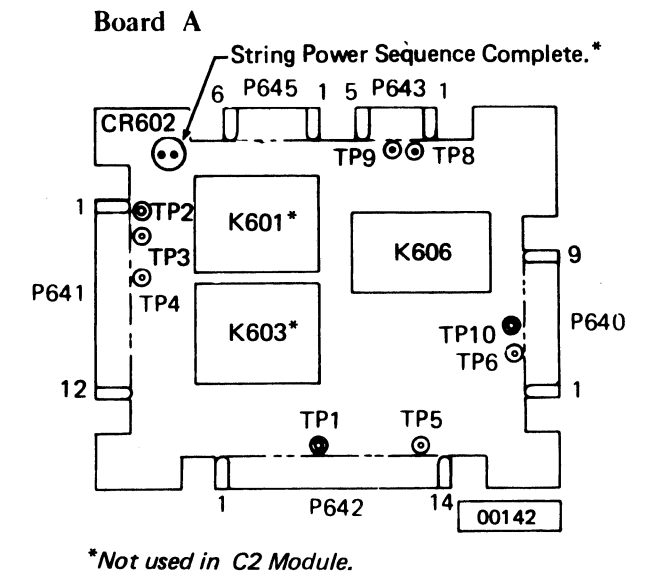 Board A
String Power Sequence Complete.*
6 P645 1 5 P643 1
CR602
TP9 TP8
1 TP2
K601*
K606
TP3
9
P641
TP4
K603*
TP10
P640
TP6
12
1
TP1 TP5
1 P642 14
00142
*Not used in C2 Module.